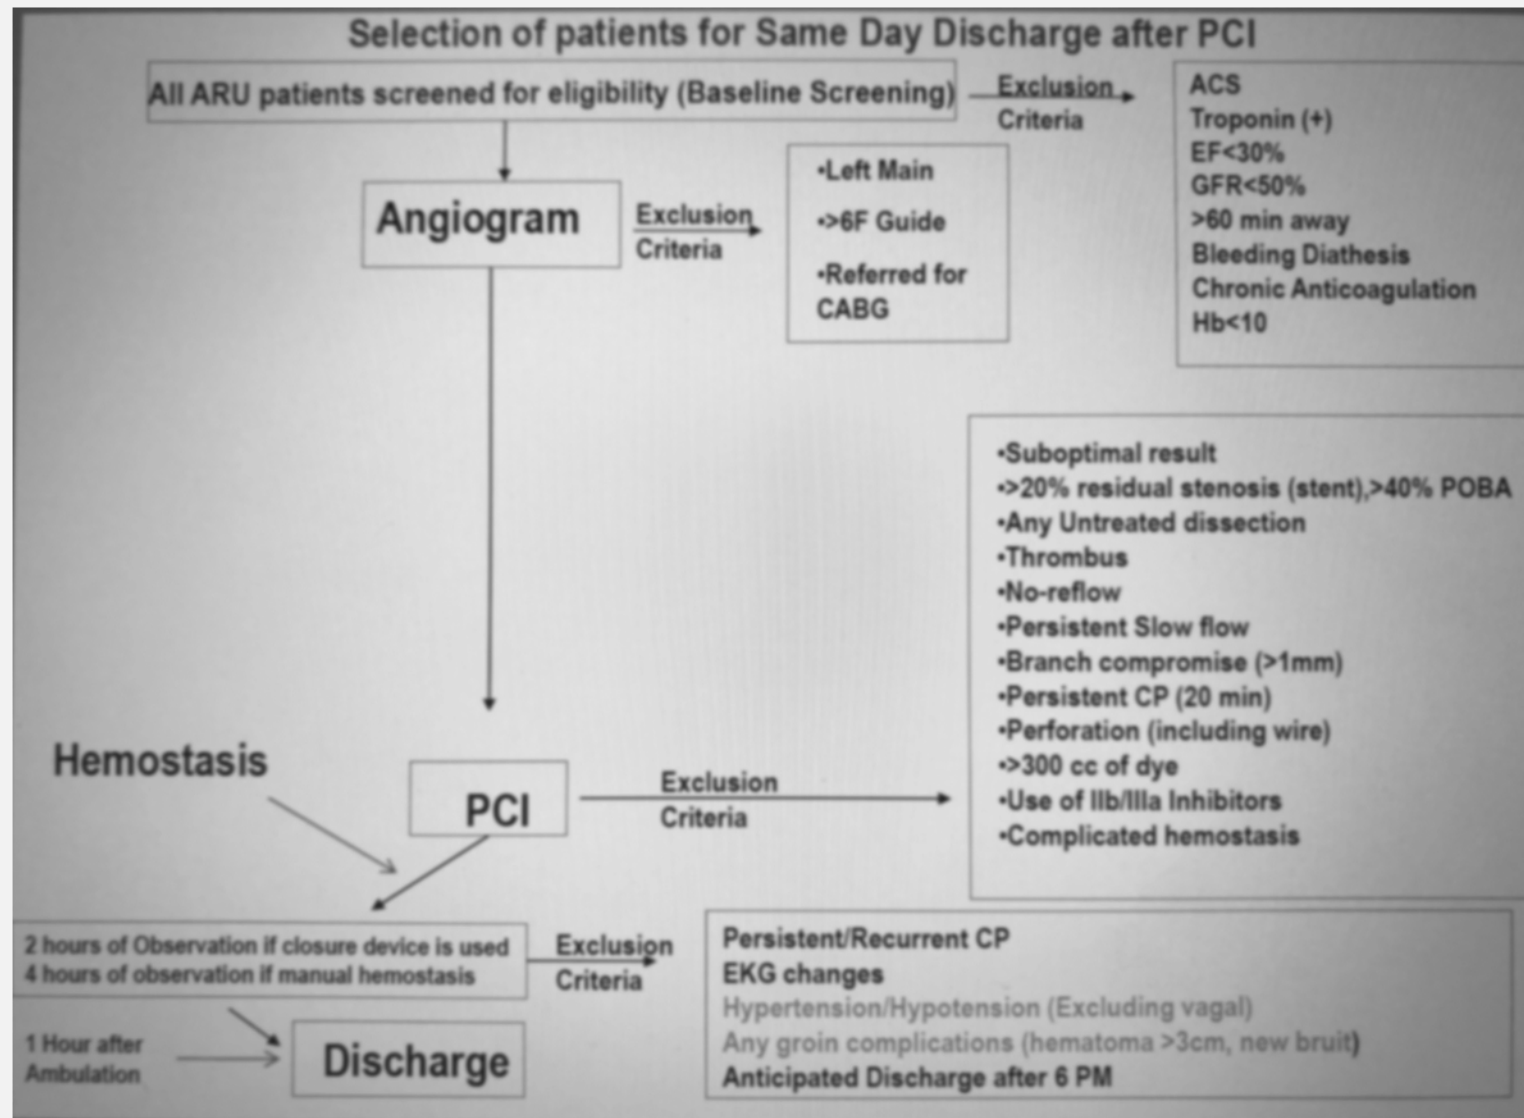 Selection of patients for Same Day Discharge after PCI
All ARU patients screened for eligibility (Baseline Screening)
Exclusion
Criteria
ACS
Troponin (+)
EF<30%
GFR<50%
>60 min away
Bleeding Diathesis
Chronic Anticoagulation
Hb<10
Angiogram
Exclusion
Criteria
•Left Main
•>6F Guide
•Referred for
CABG
Hemostasis
PCI
Exclusion
Criteria
•Suboptimal result
•>20% residual stenosis (stent),>40% POBA
•Any Untreated dissection
•Thrombus
•No-reflow
•Persistent Slow flow
•Branch compromise (>1mm)
•Persistent CP (20 min)
•Perforation (including wire)
•>300 cc of dye
•Use of IIb/IIIa Inhibitors
•Complicated hemostasis
2 hours of Observation if closure device is used
4 hours of observation if manual hemostasis
Exclusion
Criteria
Persistent/Recurrent CP
EKG changes
Hypertension/Hypotension (Excluding vagal)
Any groin complications (hematoma >3cm, new bruit)
Anticipated Discharge after 6 PM
1 Hour after
Ambulation
Discharge